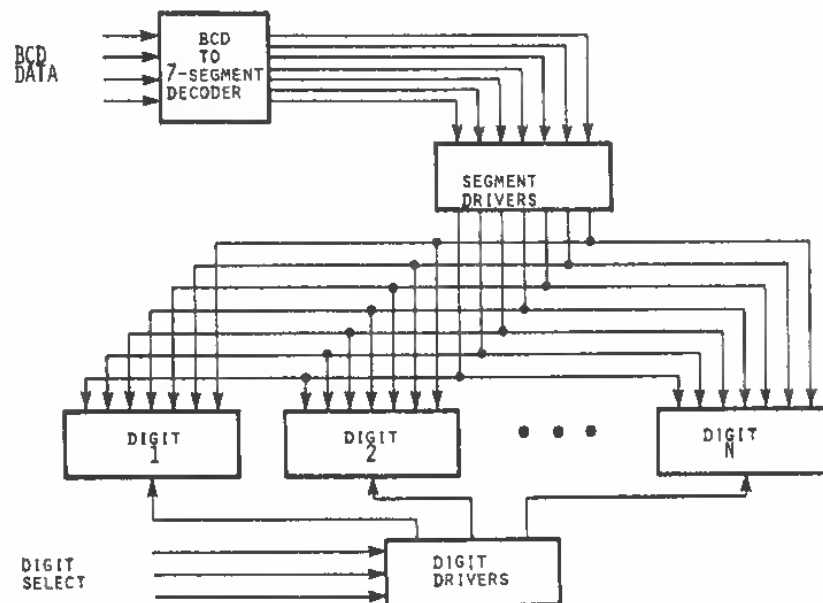 BCD
TO
7-SEGMENT
DECODER
BCD
DATA
SEGMENT
DRIVERS
DIGIT
1
DIGIT
2
DIGIT
N
DIGIT
SELECT
DIGIT
DRIVERS